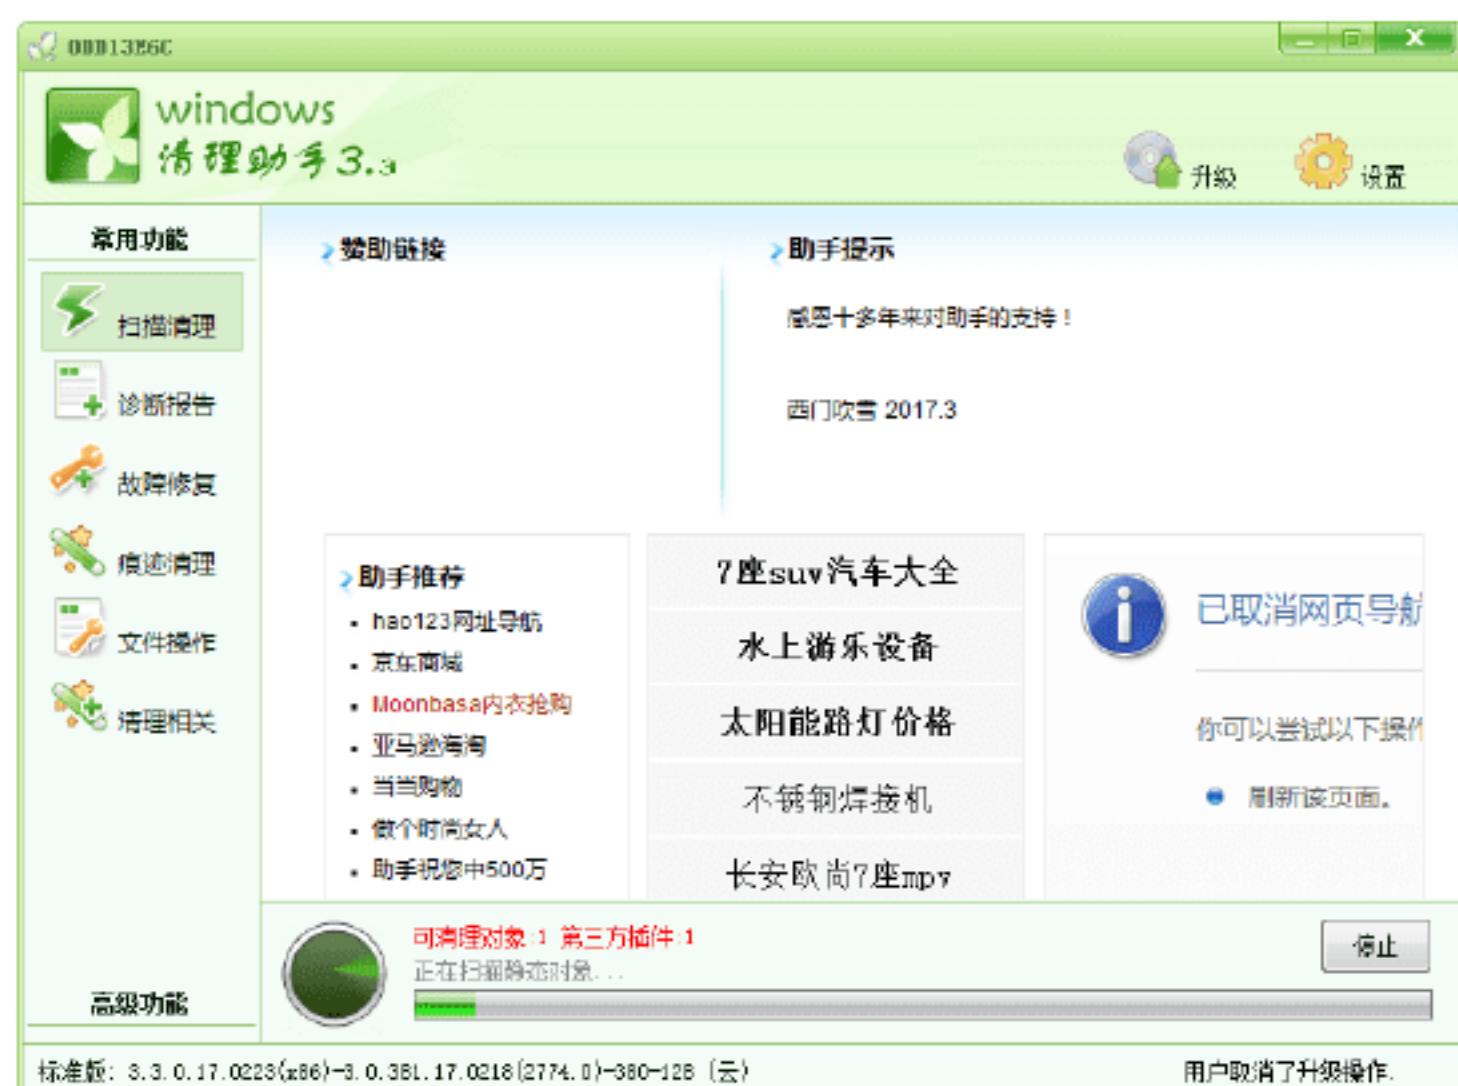 0DD13E6C
windows
清理助手3.3
升级
设置
常用功能
扫描清理
诊断报告
故障修复
痕迹清理
文件操作
清理相关
高级功能
赞助链接
助手提示
感恩十多年来对助手的支持！
西门吹雪 2017.3
助手推荐
hao123网址导航
京东商城
Moonbasa内衣抢购
亚马逊海淘
当当购物
做个时尚女人
助手祝您中500万
7座suv汽车大全
水上游乐设备
太阳能路灯价格
不锈钢焊接机
长安欧尚7座mpv
已取消网页导航
你可以尝试以下操作
刷新该页面。
可清理对象:1 第三方插件:1
正在扫描静态对象...
停止
标准版: 3.3.0.17.0223(x86)-3.0.381.17.0218(2774.0)-380-128 (云)
用户取消了升级操作.